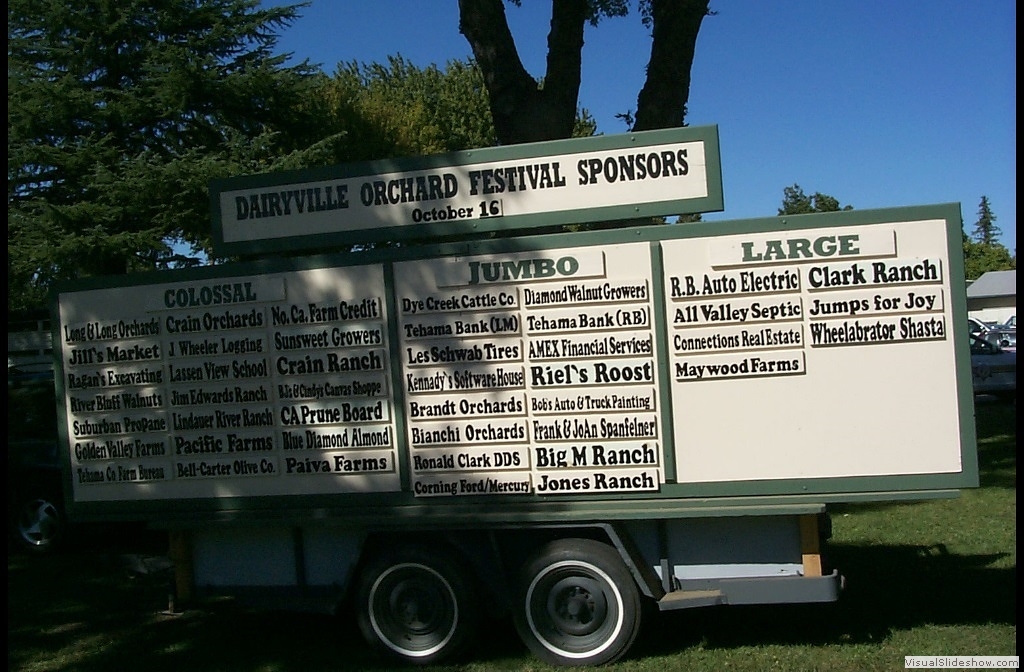 DAIRYVILLE ORCHARD FESTIVAL SPONSORS
October 16
COLOSSAL
Long & Long Orchards
Jill's Market
Ragan's Excavating
River Bluff Walnuts
Suburban Propane
Golden Valley Farms
Tehama Co Farm Bureau
Crain Orchards
J Wheeler Logging
Lassen View School
Jim Edwards Ranch
Lindauer River Ranch
Pacific Farms
Bell-Carter Olive Co.
No. Ca. Farm Credit
Sunsweet Growers
Crain Ranch
BJs & Cindys Canvas Shoppe
CA Prune Board
Blue Diamond Almond
Paiva Farms
JUMBO
Dye Creek Cattle Co.
Tehama Bank (LM)
Les Schwab Tires
Kennady`s Software House
Brandt Orchards
Bianchi Orchards
Ronald Clark DDS
Corning Ford/Mercury
Diamond Walnut Growers
Tehama Bank (RB)
AMEX Financial Services
Riel`s Roost
Bob's Auto & Truck Painting
Frank & JoAn Spanfelner
Big M Ranch
Jones Ranch
LARGE
R.B. Auto Electric
All Valley Septic
Connections Real Estate
Maywood Farms
Clark Ranch
Jumps for Joy
Wheelabrator Shasta
VisualSlideshow.com